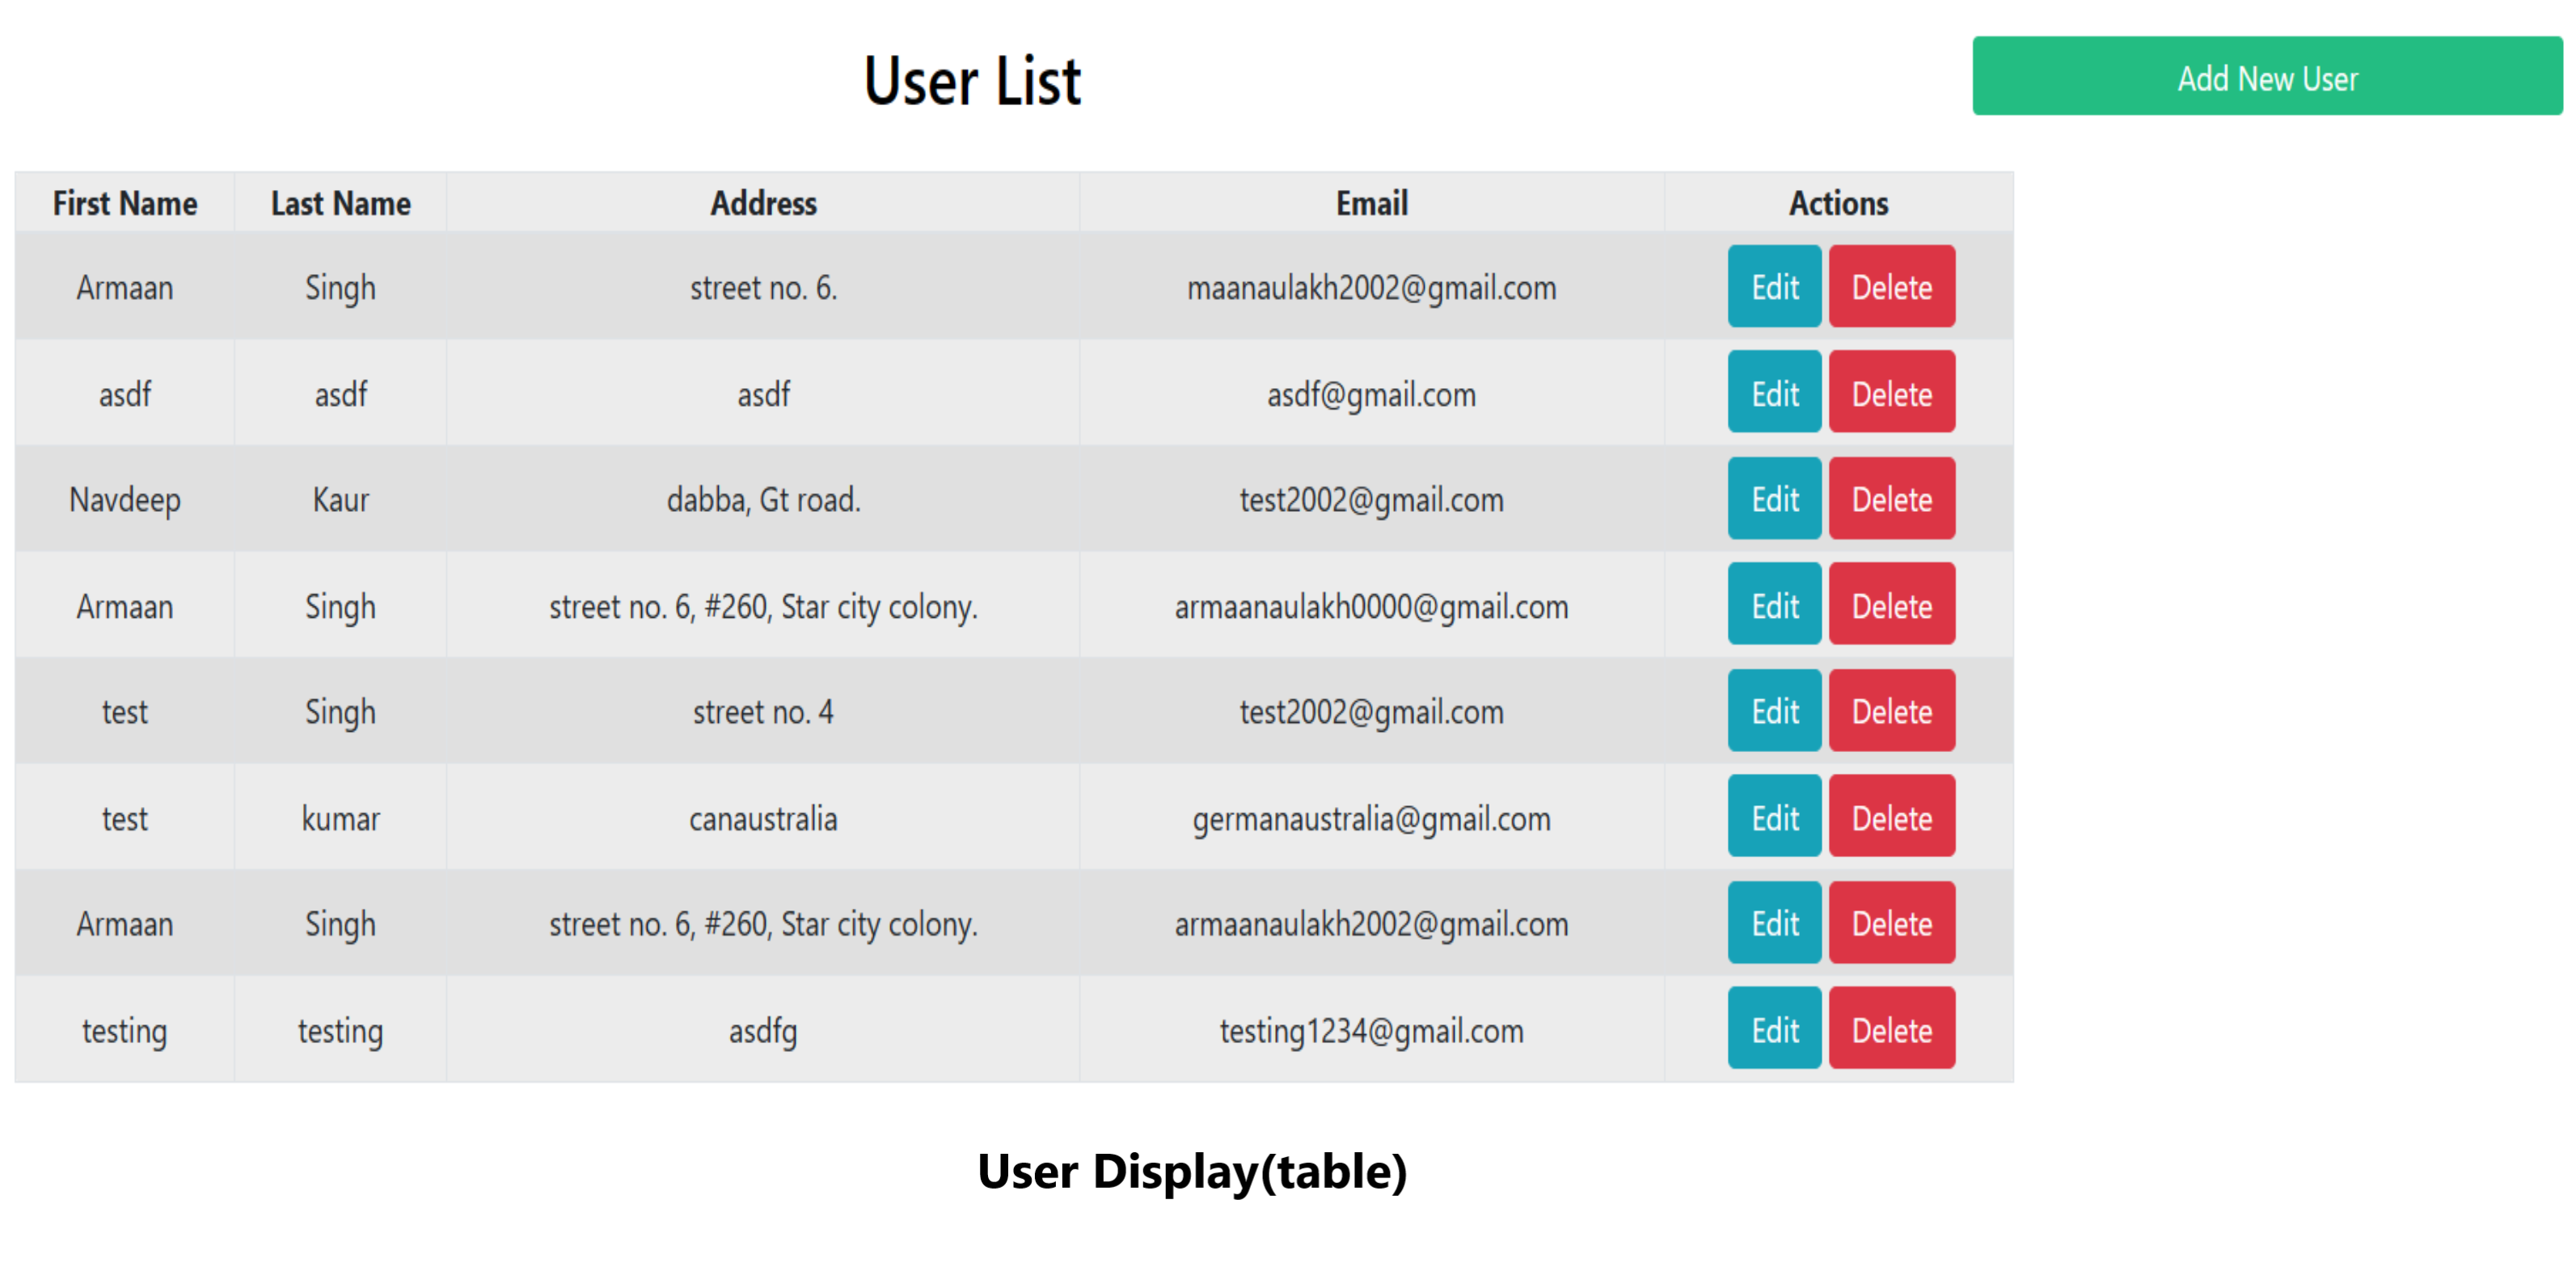 User List
Add New User
First Name Last Name Address Email Actions
Armaan Singh street no. 6. maanaulakh2002@gmail.com Edit Delete
asdf asdf asdf asdf@gmail.com Edit Delete
Navdeep Kaur dabba, Gt road. test2002@gmail.com Edit Delete
Armaan Singh street no. 6, #260, Star city colony. armaanaulakh0000@gmail.com Edit Delete
test Singh street no. 4 test2002@gmail.com Edit Delete
test kumar canaustralia germanaustralia@gmail.com Edit Delete
Armaan Singh street no. 6, #260, Star city colony. armaanaulakh2002@gmail.com Edit Delete
testing testing asdfg testing1234@gmail.com Edit Delete
User Display(table)